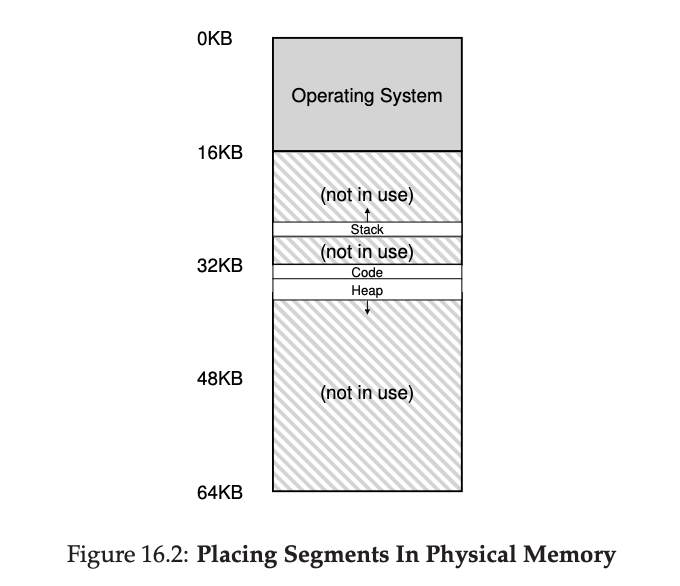 0KB
Operating System
16KB
(not in use)
Stack
(not in use)
32KB
Code
Heap
48KB
(not in use)
64KB
Figure 16.2: Placing Segments In Physical Memory